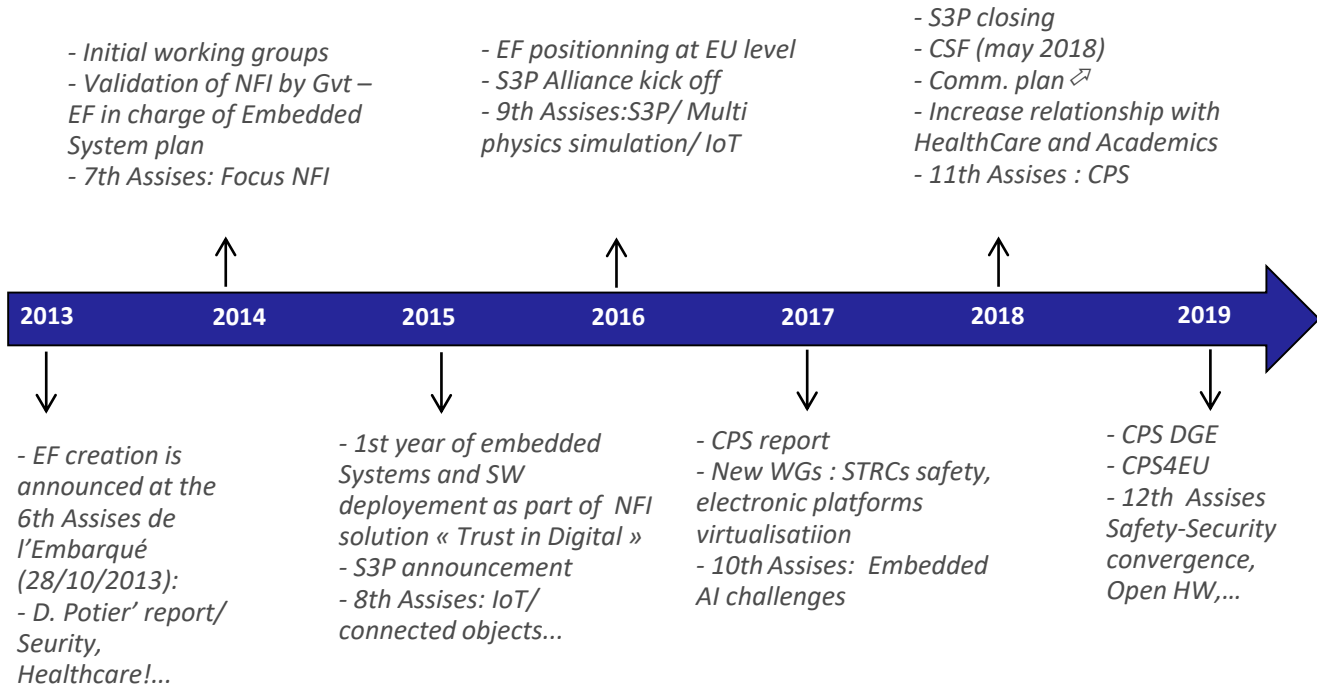 - Initial working groups
- Validation of NFI by Gvt –
EF in charge of Embedded
System plan
- 7th Assises: Focus NFI
- EF positionning at EU level
- S3P Alliance kick off
- 9th Assises:S3P/ Multi
physics simulation/ IoT
- S3P closing
- CSF (may 2018)
- Comm. plan ⬀
- Increase relationship with
HealthCare and Academics
- 11th Assises : CPS
2013 2014 2015 2016 2017 2018 2019
- EF creation is
announced at the
6th Assises de
l’Embarqué
(28/10/2013):
- D. Potier’ report/
Seurity,
Healthcare!...
- 1st year of embedded
Systems and SW
deployement as part of NFI
solution « Trust in Digital »
- S3P announcement
- 8th Assises: IoT/
connected objects...
- CPS report
- New WGs : STRCs safety,
electronic platforms
virtualisatiion
- 10th Assises: Embedded
AI challenges
- CPS DGE
- CPS4EU
- 12th Assises
Safety-Security
convergence,
Open HW,...